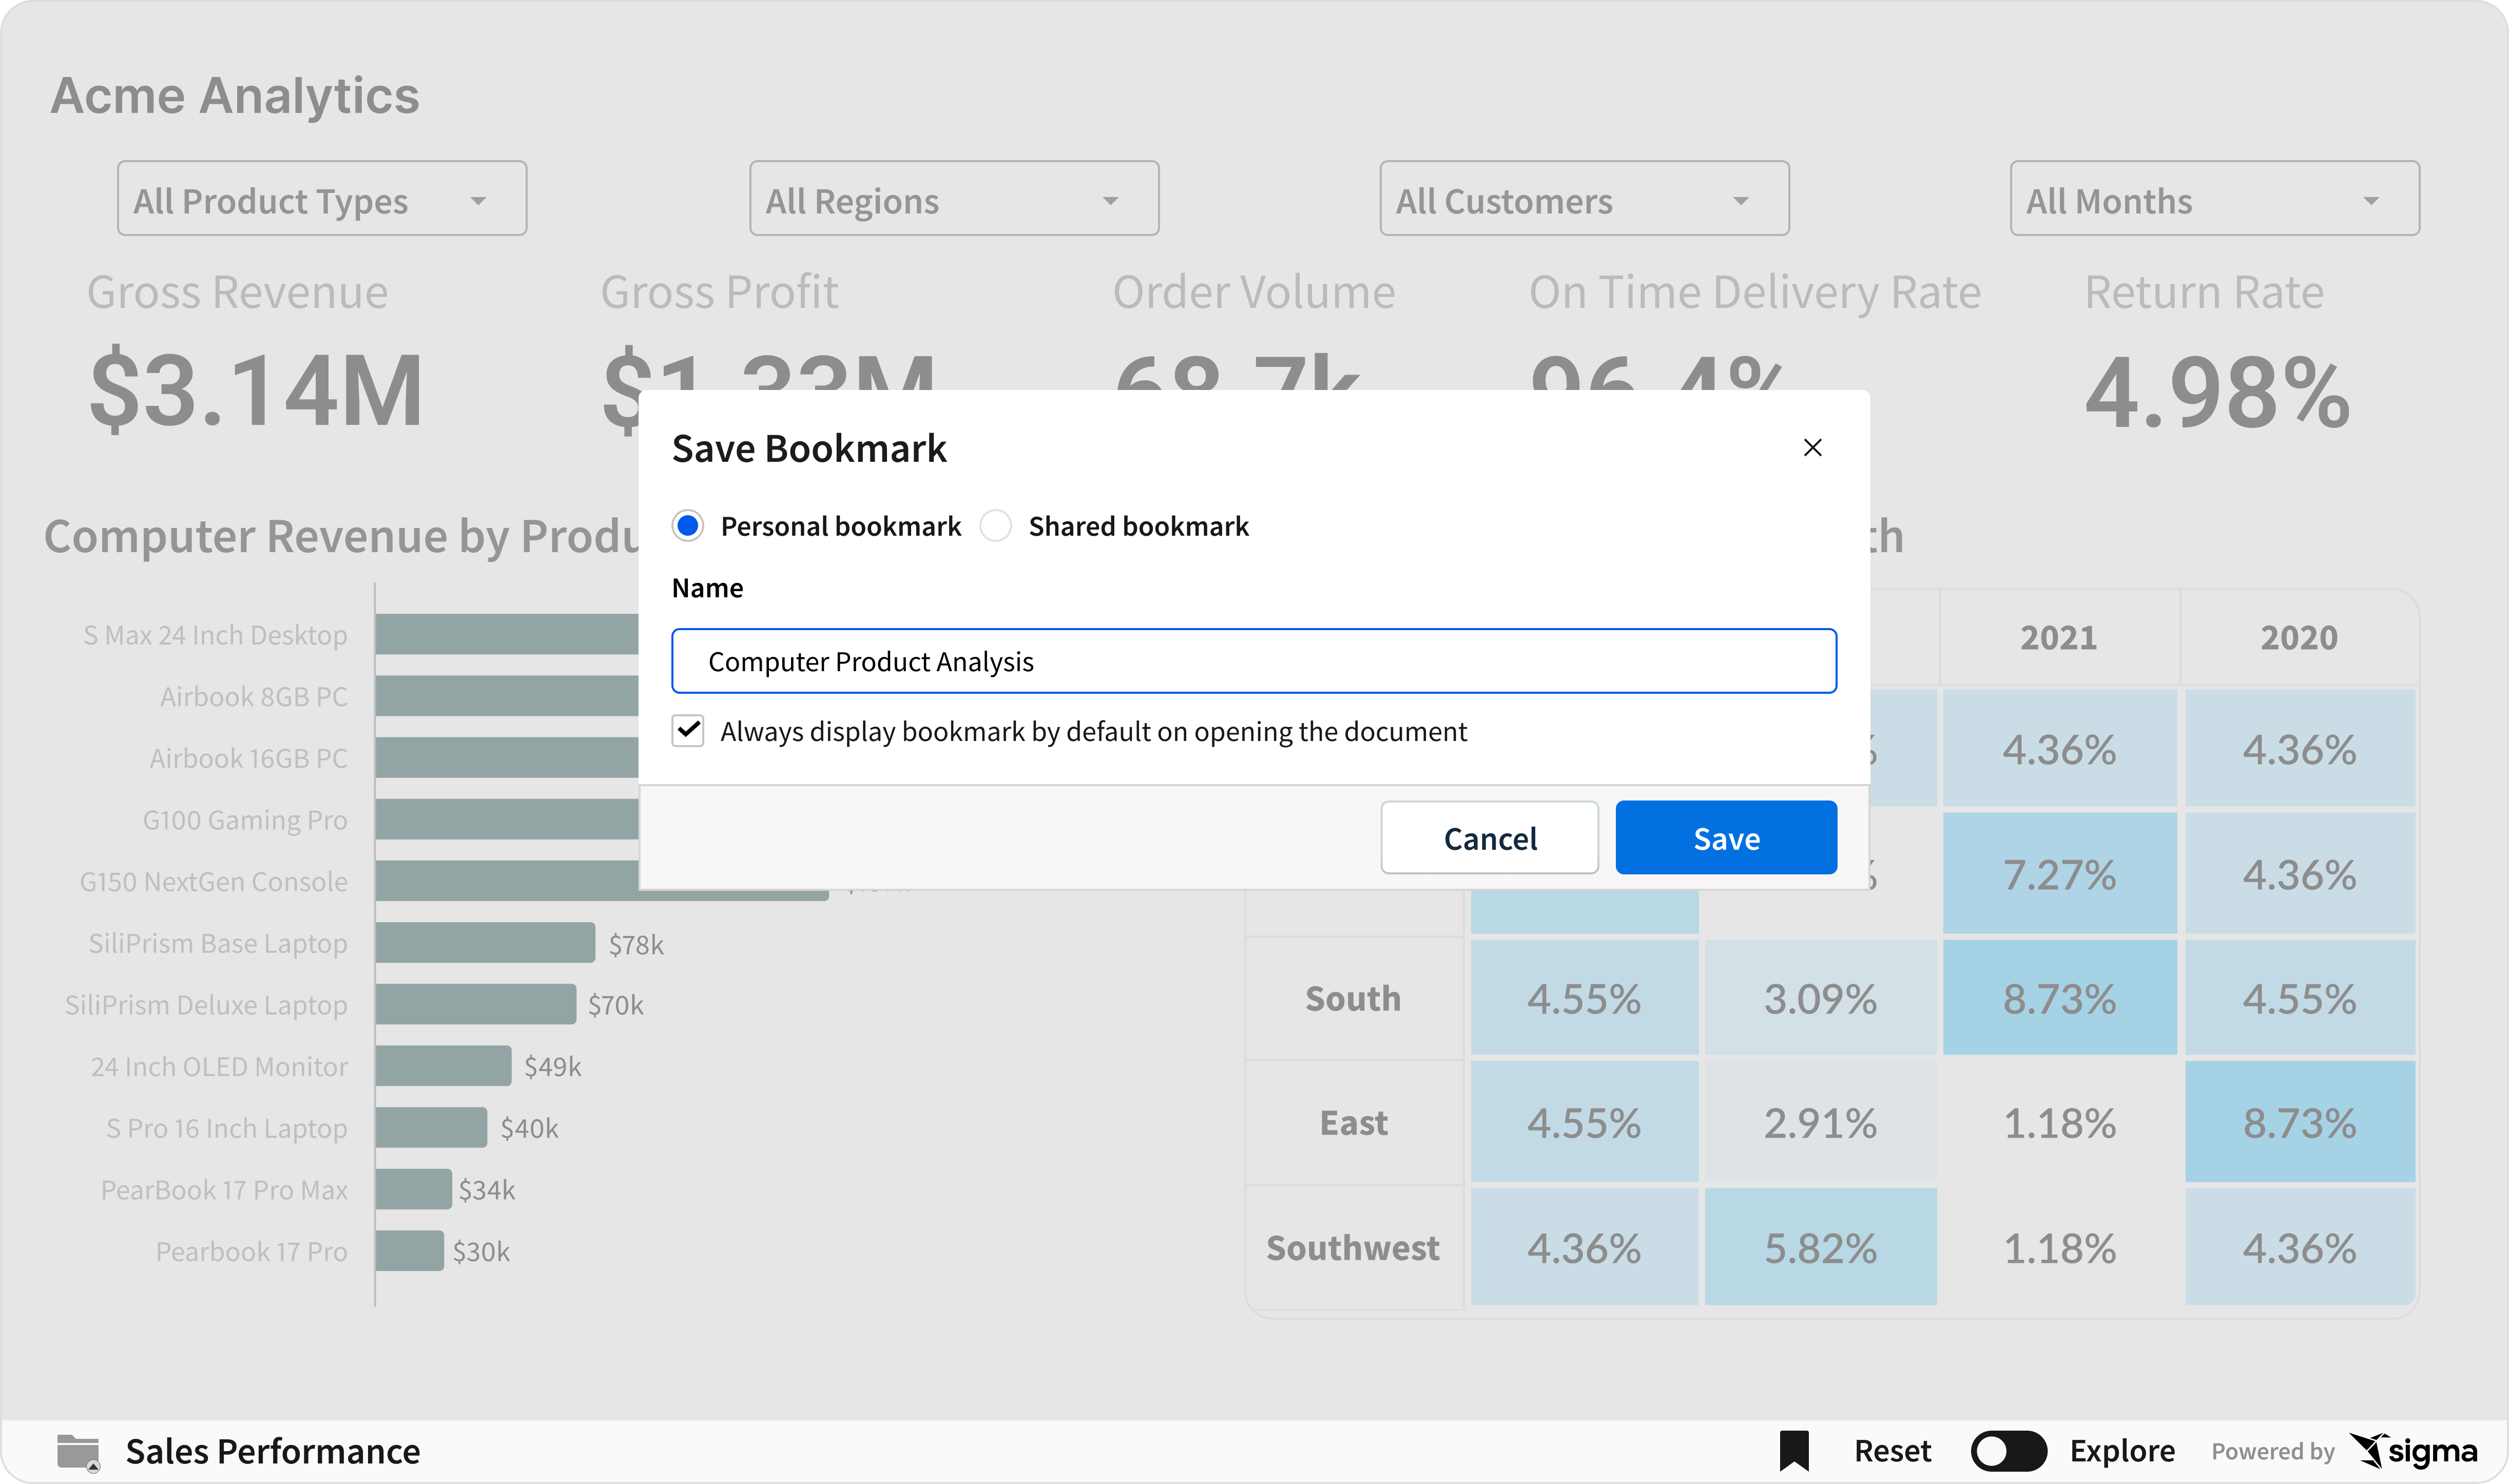 Acme Analytics
All Product Types
All Regions
All Customers
All Months
Gross Revenue
Gross Profit
Order Volume
On Time Delivery Rate
Return Rate
$3.14M
$1.33M
68.7k
96.4%
4.98%
Save Bookmark
Personal bookmark
Shared bookmark
Name
Computer Product Analysis
Always display bookmark by default on opening the document
Cancel
Save
Computer Revenue by
S Max 24 Inch Desktop
Airbook 8GB PC
Airbook 16GB PC
G100 Gaming Pro
G150 NextGen Console
SiliPrism Base Laptop
$78k
SiliPrism Deluxe Laptop
$70k
24 Inch OLED Monitor
$49k
S Pro 16 Inch Laptop
$40k
PearBook 17 Pro Max
$34k
Pearbook 17 Pro
$30k
2021 2020
4.36% 4.36%
7.27% 4.36%
South 4.55% 3.09% 8.73% 4.55%
East 4.55% 2.91% 1.18% 8.73%
Southwest 4.36% 5.82% 1.18% 4.36%
Sales Performance
Reset
Explore
Powered by sigma